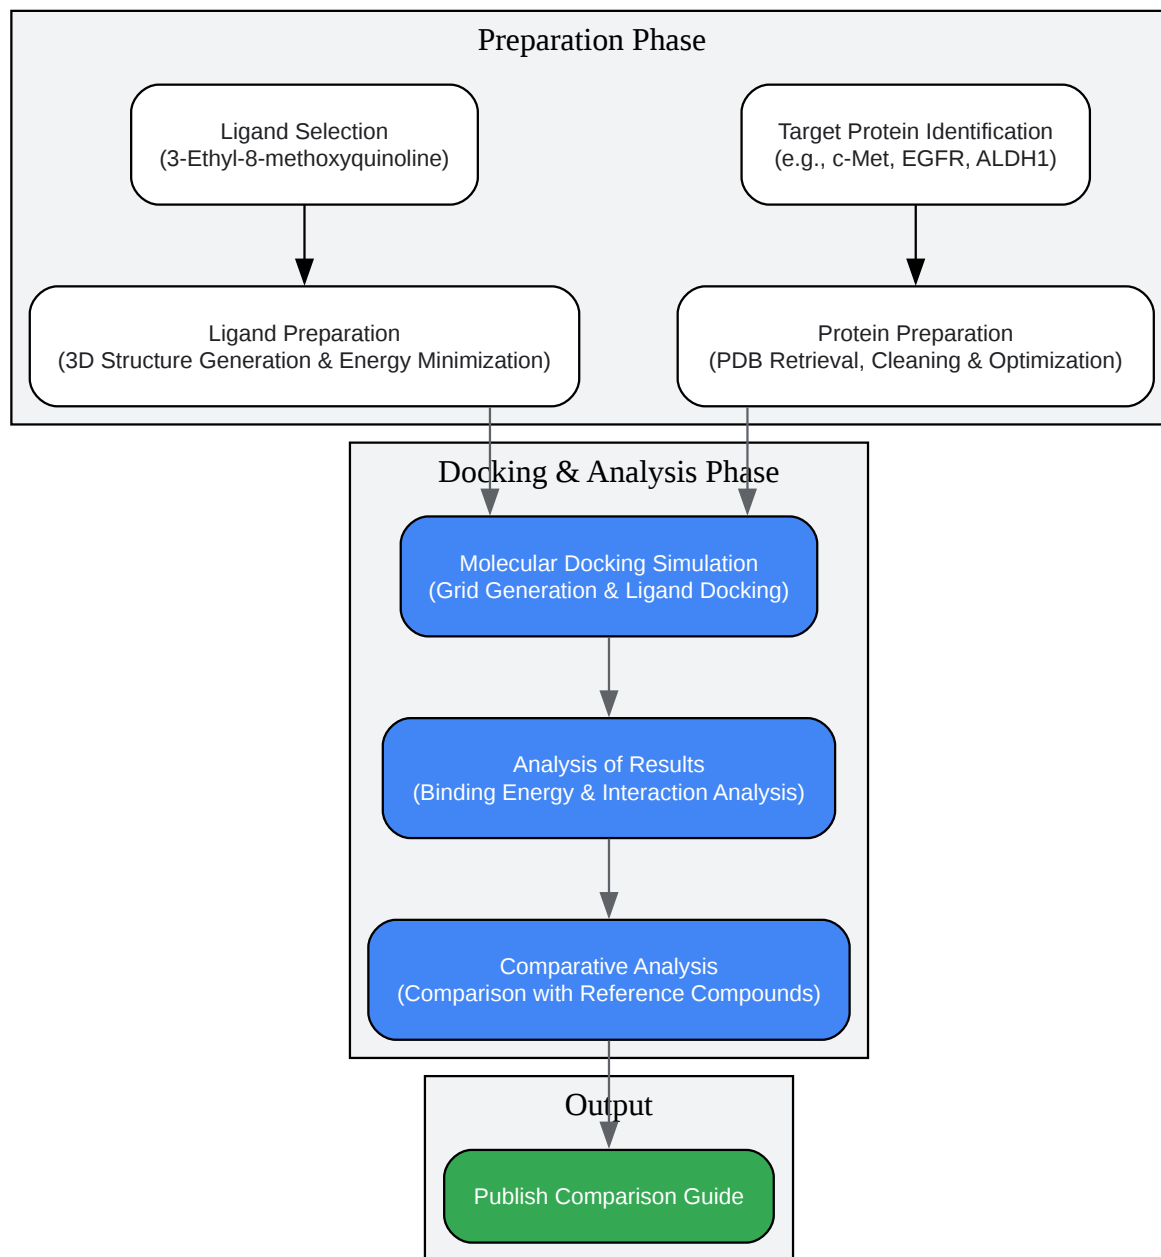 Preparation Phase
Ligand Selection
(3-Ethyl-8-methoxyquinoline)
Target Protein Identification
(e.g., c-Met, EGFR, ALDH1)
Ligand Preparation
(3D Structure Generation & Energy Minimization)
Protein Preparation
(PDB Retrieval, Cleaning & Optimization)
Docking & Analysis Phase
Molecular Docking Simulation
(Grid Generation & Ligand Docking)
Analysis of Results
(Binding Energy & Interaction Analysis)
Comparative Analysis
(Comparison with Reference Compounds)
Output
Publish Comparison Guide